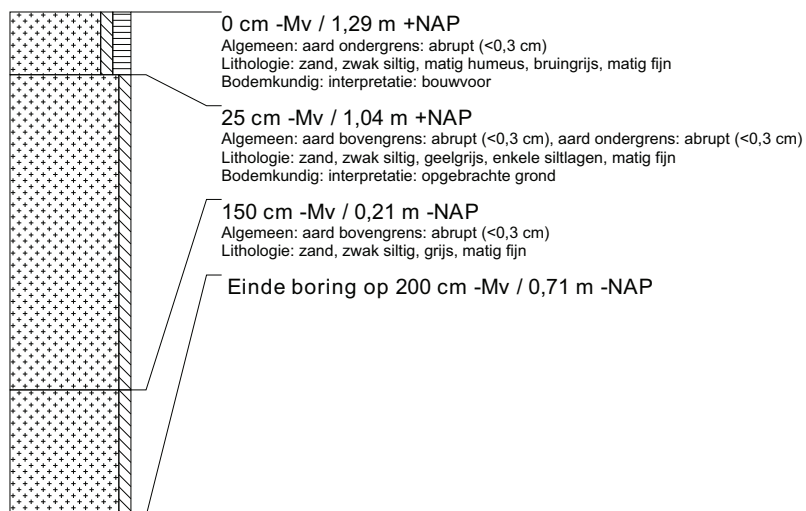 0 cm -Mv / 1,29 m +NAP
Algemeen: aard ondergrens: abrupt (<0,3 cm)
Lithologie: zand, zwak siltig, matig humeus, bruingrijs, matig fijn
Bodemkundig: interpretatie: bouwvoor
25 cm -Mv / 1,04 m +NAP
Algemeen: aard bovengrens: abrupt (<0,3 cm), aard ondergrens: abrupt (<0,3 cm)
Lithologie: zand, zwak siltig, geelgrijs, enkele siltlagen, matig fijn
Bodemkundig: interpretatie: opgebrachte grond
150 cm -Mv / 0,21 m -NAP
Algemeen: aard bovengrens: abrupt (<0,3 cm)
Lithologie: zand, zwak siltig, grijs, matig fijn
Einde boring op 200 cm -Mv / 0,71 m -NAP